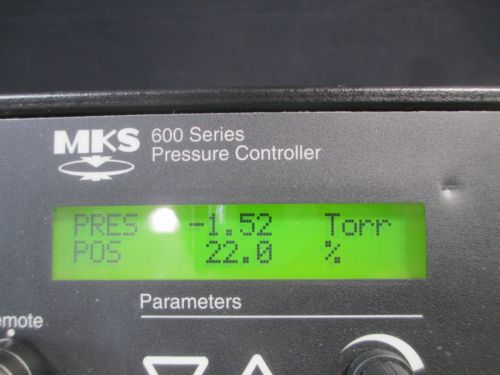 MKS 600 Series
Pressure Controller
PRES -1.52 Torr
POS 22.0 %
Parameters
emote